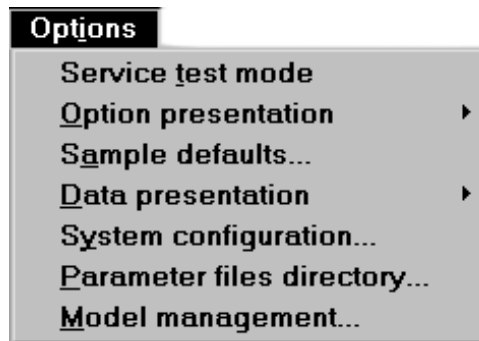 Options
Service test mode
Option presentation
Sample defaults...
Data presentation
System configuration...
Parameter files directory...
Model management...